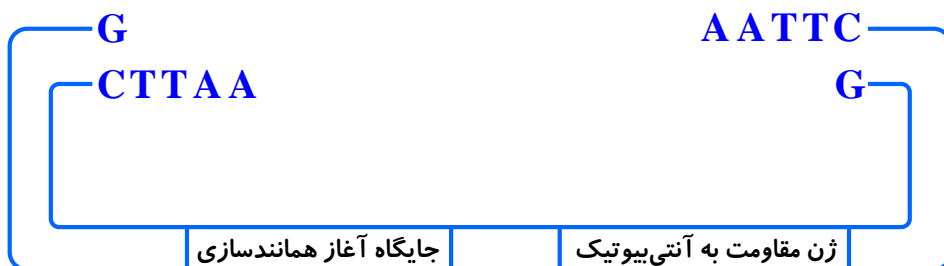 G AATTC
CTTAA G
جایگاه آغاز همانندسازی ژن مقاومت به آنتی‌بیوتیک